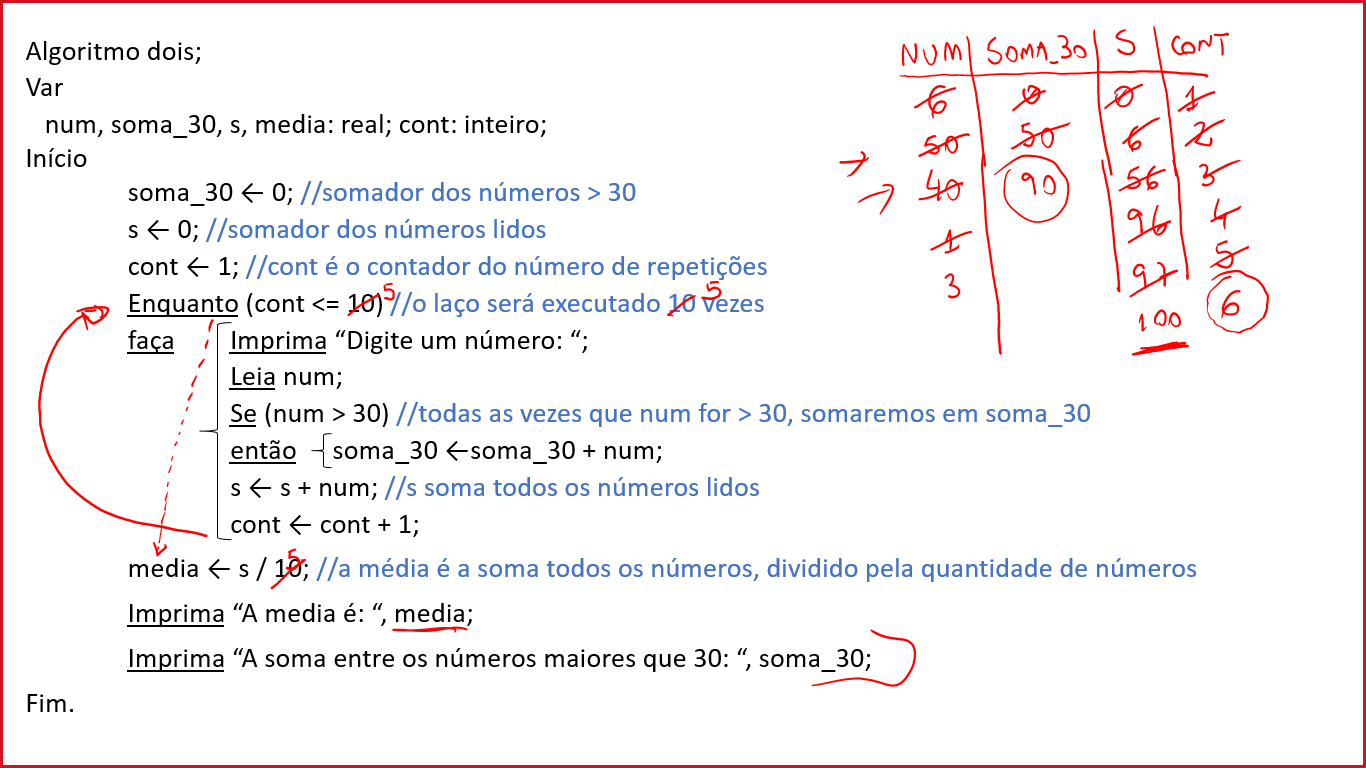 Algoritmo dois;
Var
num, soma_30, s, media: real; cont: inteiro;
Início
soma_30 ← 0; //somador dos números > 30
s ← 0; //somador dos números lidos
cont ← 1; //cont é o contador do número de repetições
Enquanto (cont <= 10) 5 //o laço será executado 10 5 vezes
faça Imprima “Digite um número: “;
Leia num;
Se (num > 30) //todas as vezes que num for > 30, somaremos em soma_30
então soma_30 ←soma_30 + num;
s ← s + num; //s soma todos os números lidos
cont ← cont + 1;
media ← s / 10; 5 //a média é a soma todos os números, dividido pela quantidade de números
Imprima “A media é: “, media;
Imprima “A soma entre os números maiores que 30: “, soma_30;
Fim.
NUM SOMA_30 S CONT
6 0 0 1
50 50 6 2
40 90 56 3
1 96 4
3 97 5
100 6